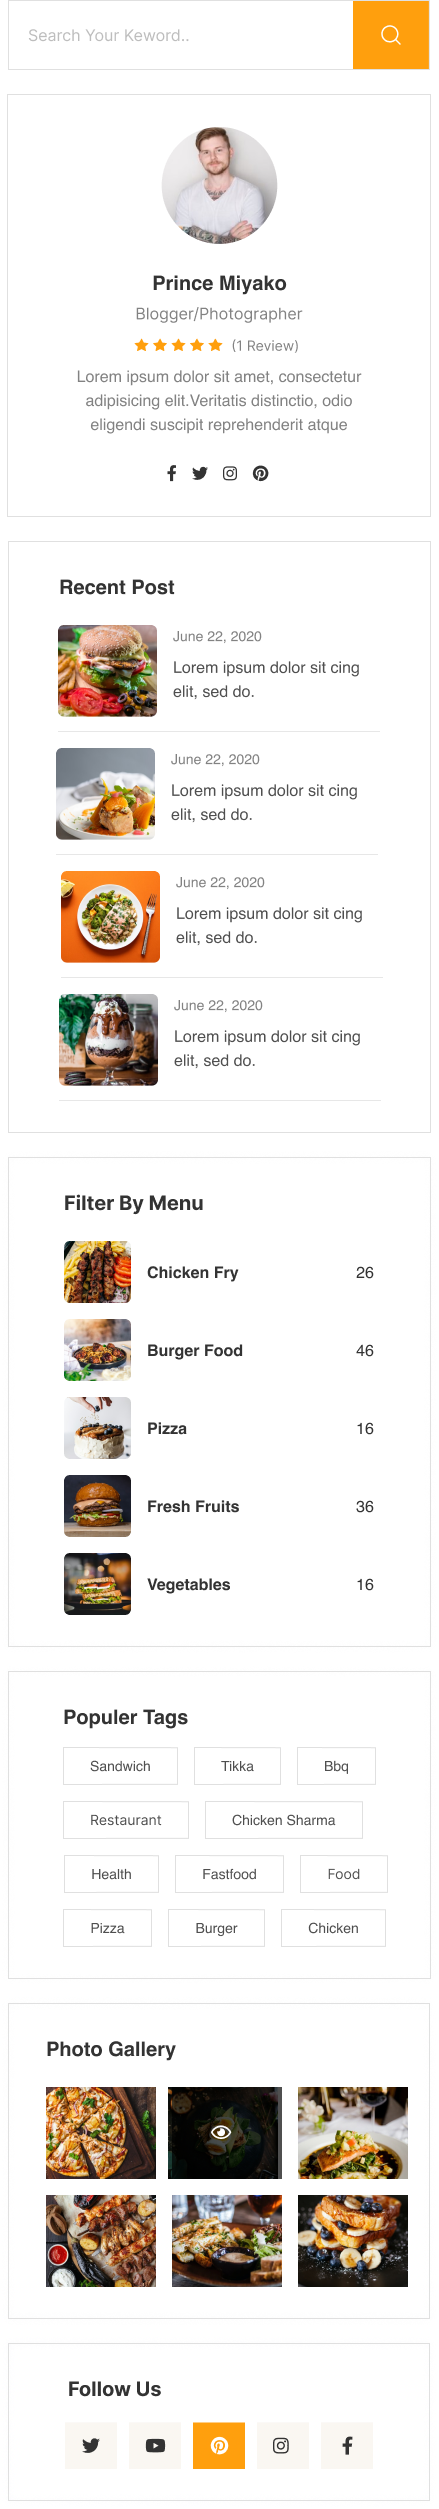 Search Your Keword..
Prince Miyako
Blogger/Photographer
(1 Review)
Lorem ipsum dolor sit amet, consectetur
adipisicing elit.Veritatis distinctio, odio
eligendi suscipit reprehenderit atque
Recent Post
June 22, 2020
Lorem ipsum dolor sit cing
elit, sed do.
June 22, 2020
Lorem ipsum dolor sit cing
elit, sed do.
June 22, 2020
Lorem ipsum dolor sit cing
elit, sed do.
June 22, 2020
Lorem ipsum dolor sit cing
elit, sed do.
Filter By Menu
Chicken Fry 26
Burger Food 46
Pizza 16
Fresh Fruits 36
Vegetables 16
Populer Tags
Sandwich Tikka Bbq
Restaurant Chicken Sharma
Health Fastfood Food
Pizza Burger Chicken
Photo Gallery
Follow Us